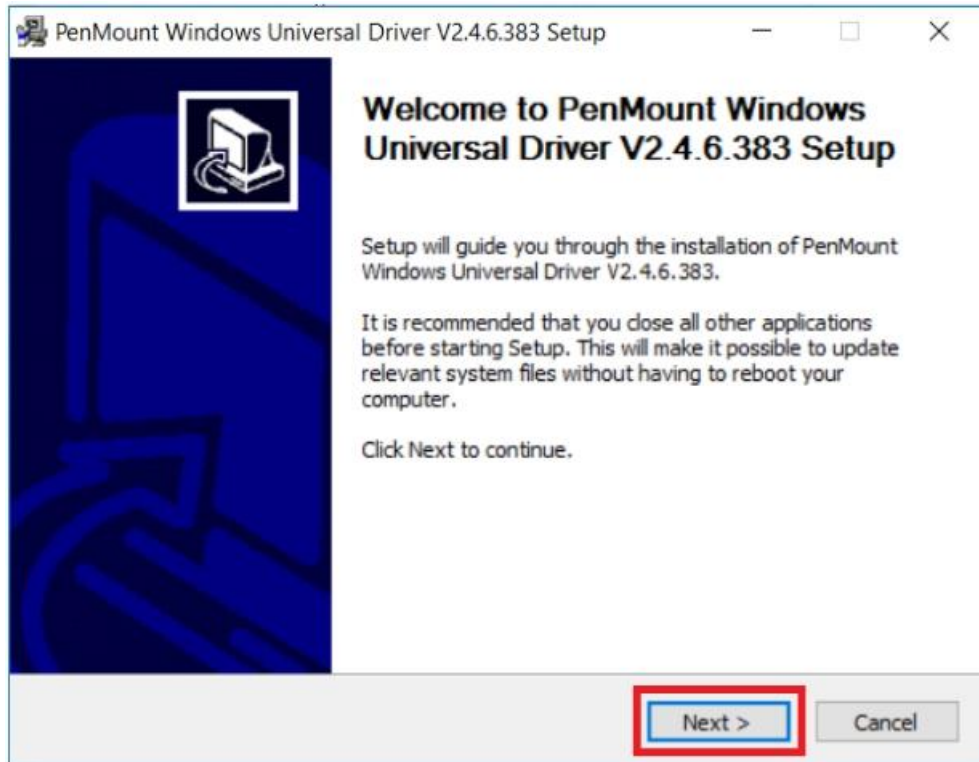 PenMount Windows Universal Driver V2.4.6.383 Setup
Welcome to PenMount Windows
Universal Driver V2.4.6.383 Setup
Setup will guide you through the installation of PenMount
Windows Universal Driver V2.4.6.383.
It is recommended that you close all other applications
before starting Setup. This will make it possible to update
relevant system files without having to reboot your
computer.
Click Next to continue.
Next >
Cancel